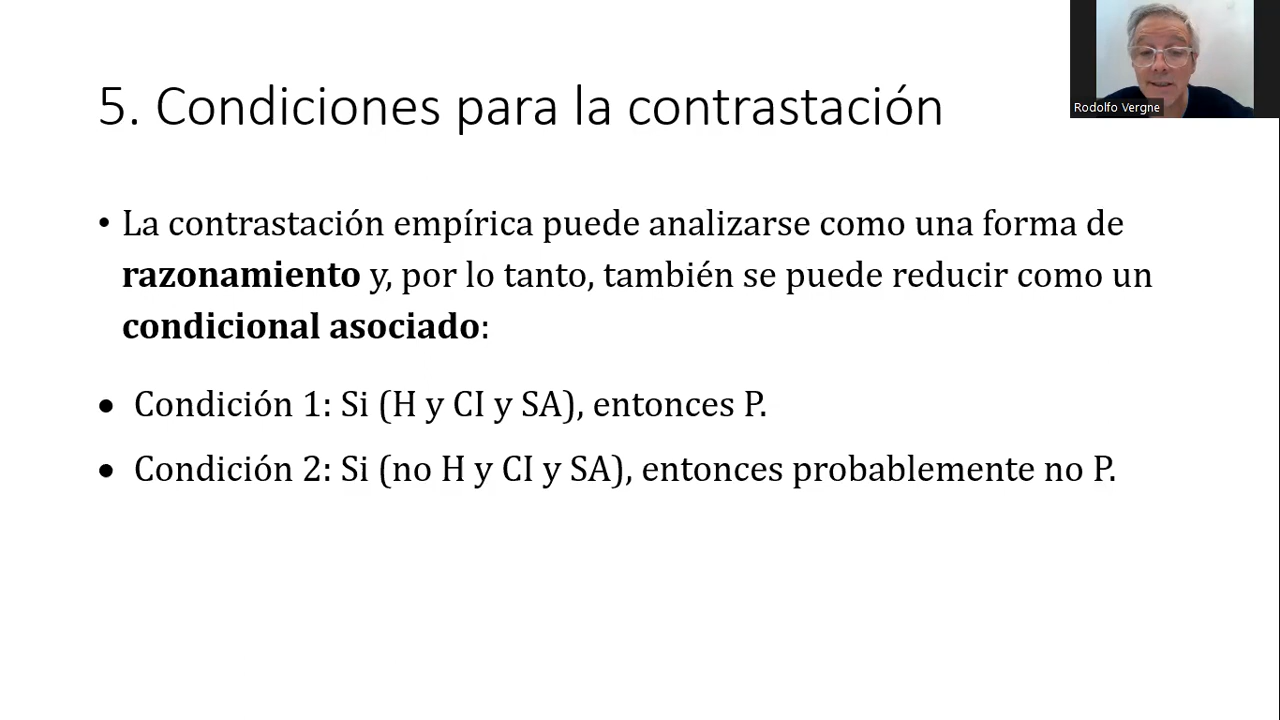 5. Condiciones para la contrastación
Rodolfo Vergne
• La contrastación empírica puede analizarse como una forma de
razonamiento y, por lo tanto, también se puede reducir como un
condicional asociado:
• Condición 1: Si (H y CI y SA), entonces P.
• Condición 2: Si (no H y CI y SA), entonces probablemente no P.